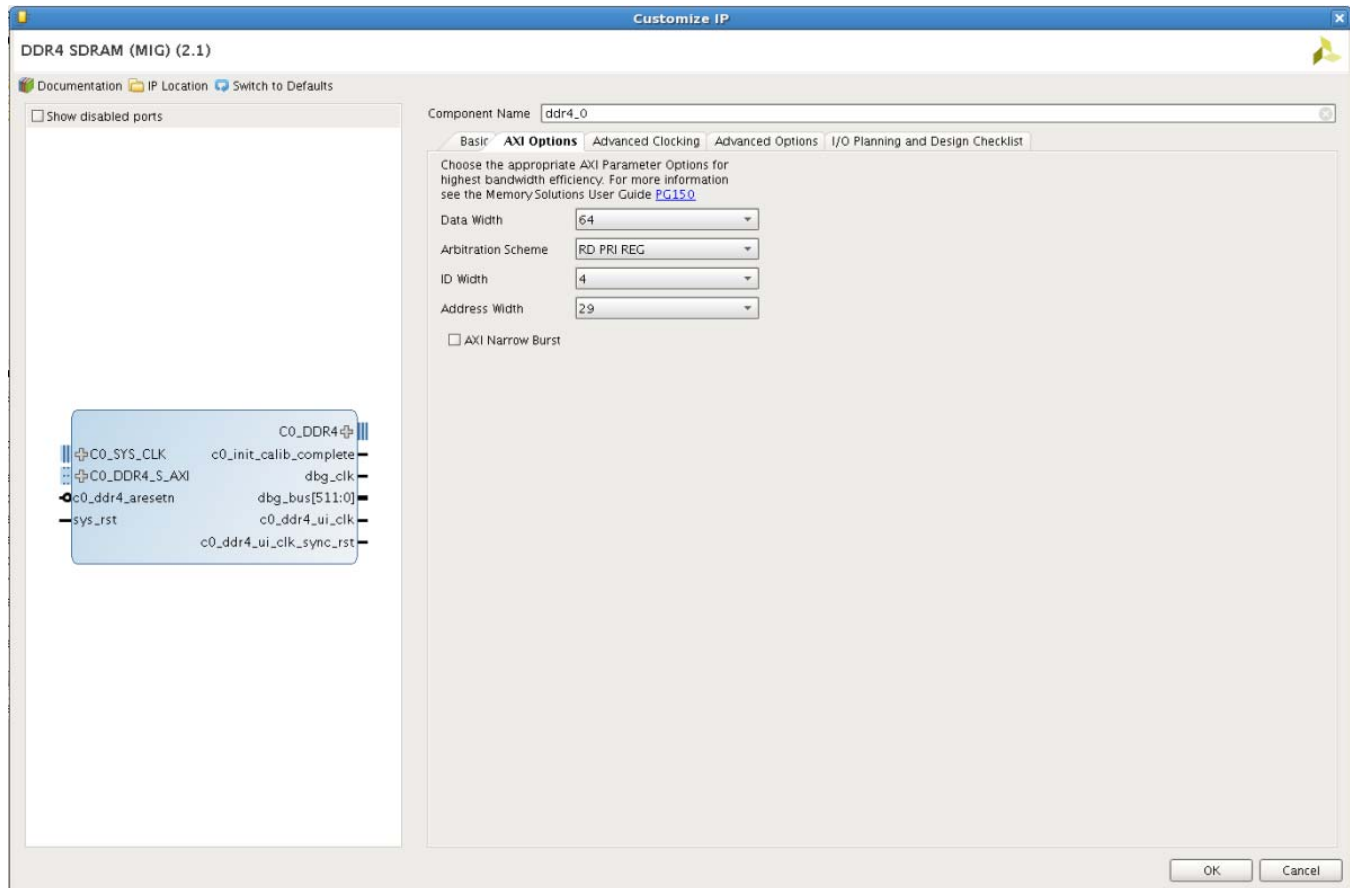 Customize IP
DDR4 SDRAM (MIG) (2.1)
Documentation IP Location Switch to Defaults
Show disabled ports
C0_DDR4
C0_SYS_CLK c0_init_calib_complete
C0_DDR4_S_AXI dbg_clk
c0_ddr4_aresetn dbg_bus[511:0]
sys_rst c0_ddr4_ui_clk
c0_ddr4_ui_clk_sync_rst
Component Name ddr4_0
Basic AXI Options Advanced Clocking Advanced Options I/O Planning and Design Checklist
Choose the appropriate AXI Parameter Options for
highest bandwidth efficiency. For more information
see the Memory Solutions User Guide PG150
Data Width 64
Arbitration Scheme RD PRI REG
ID Width 4
Address Width 29
AXI Narrow Burst
OK Cancel